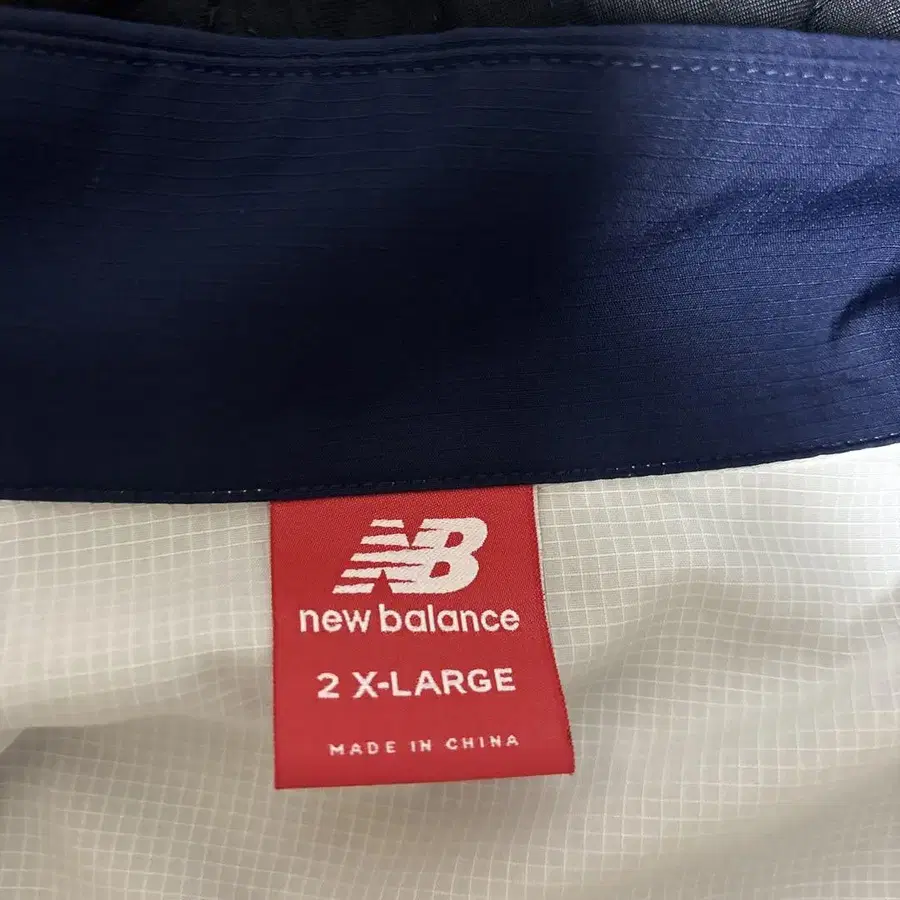 NB
new balance
2 X-LARGE
MADE IN CHINA